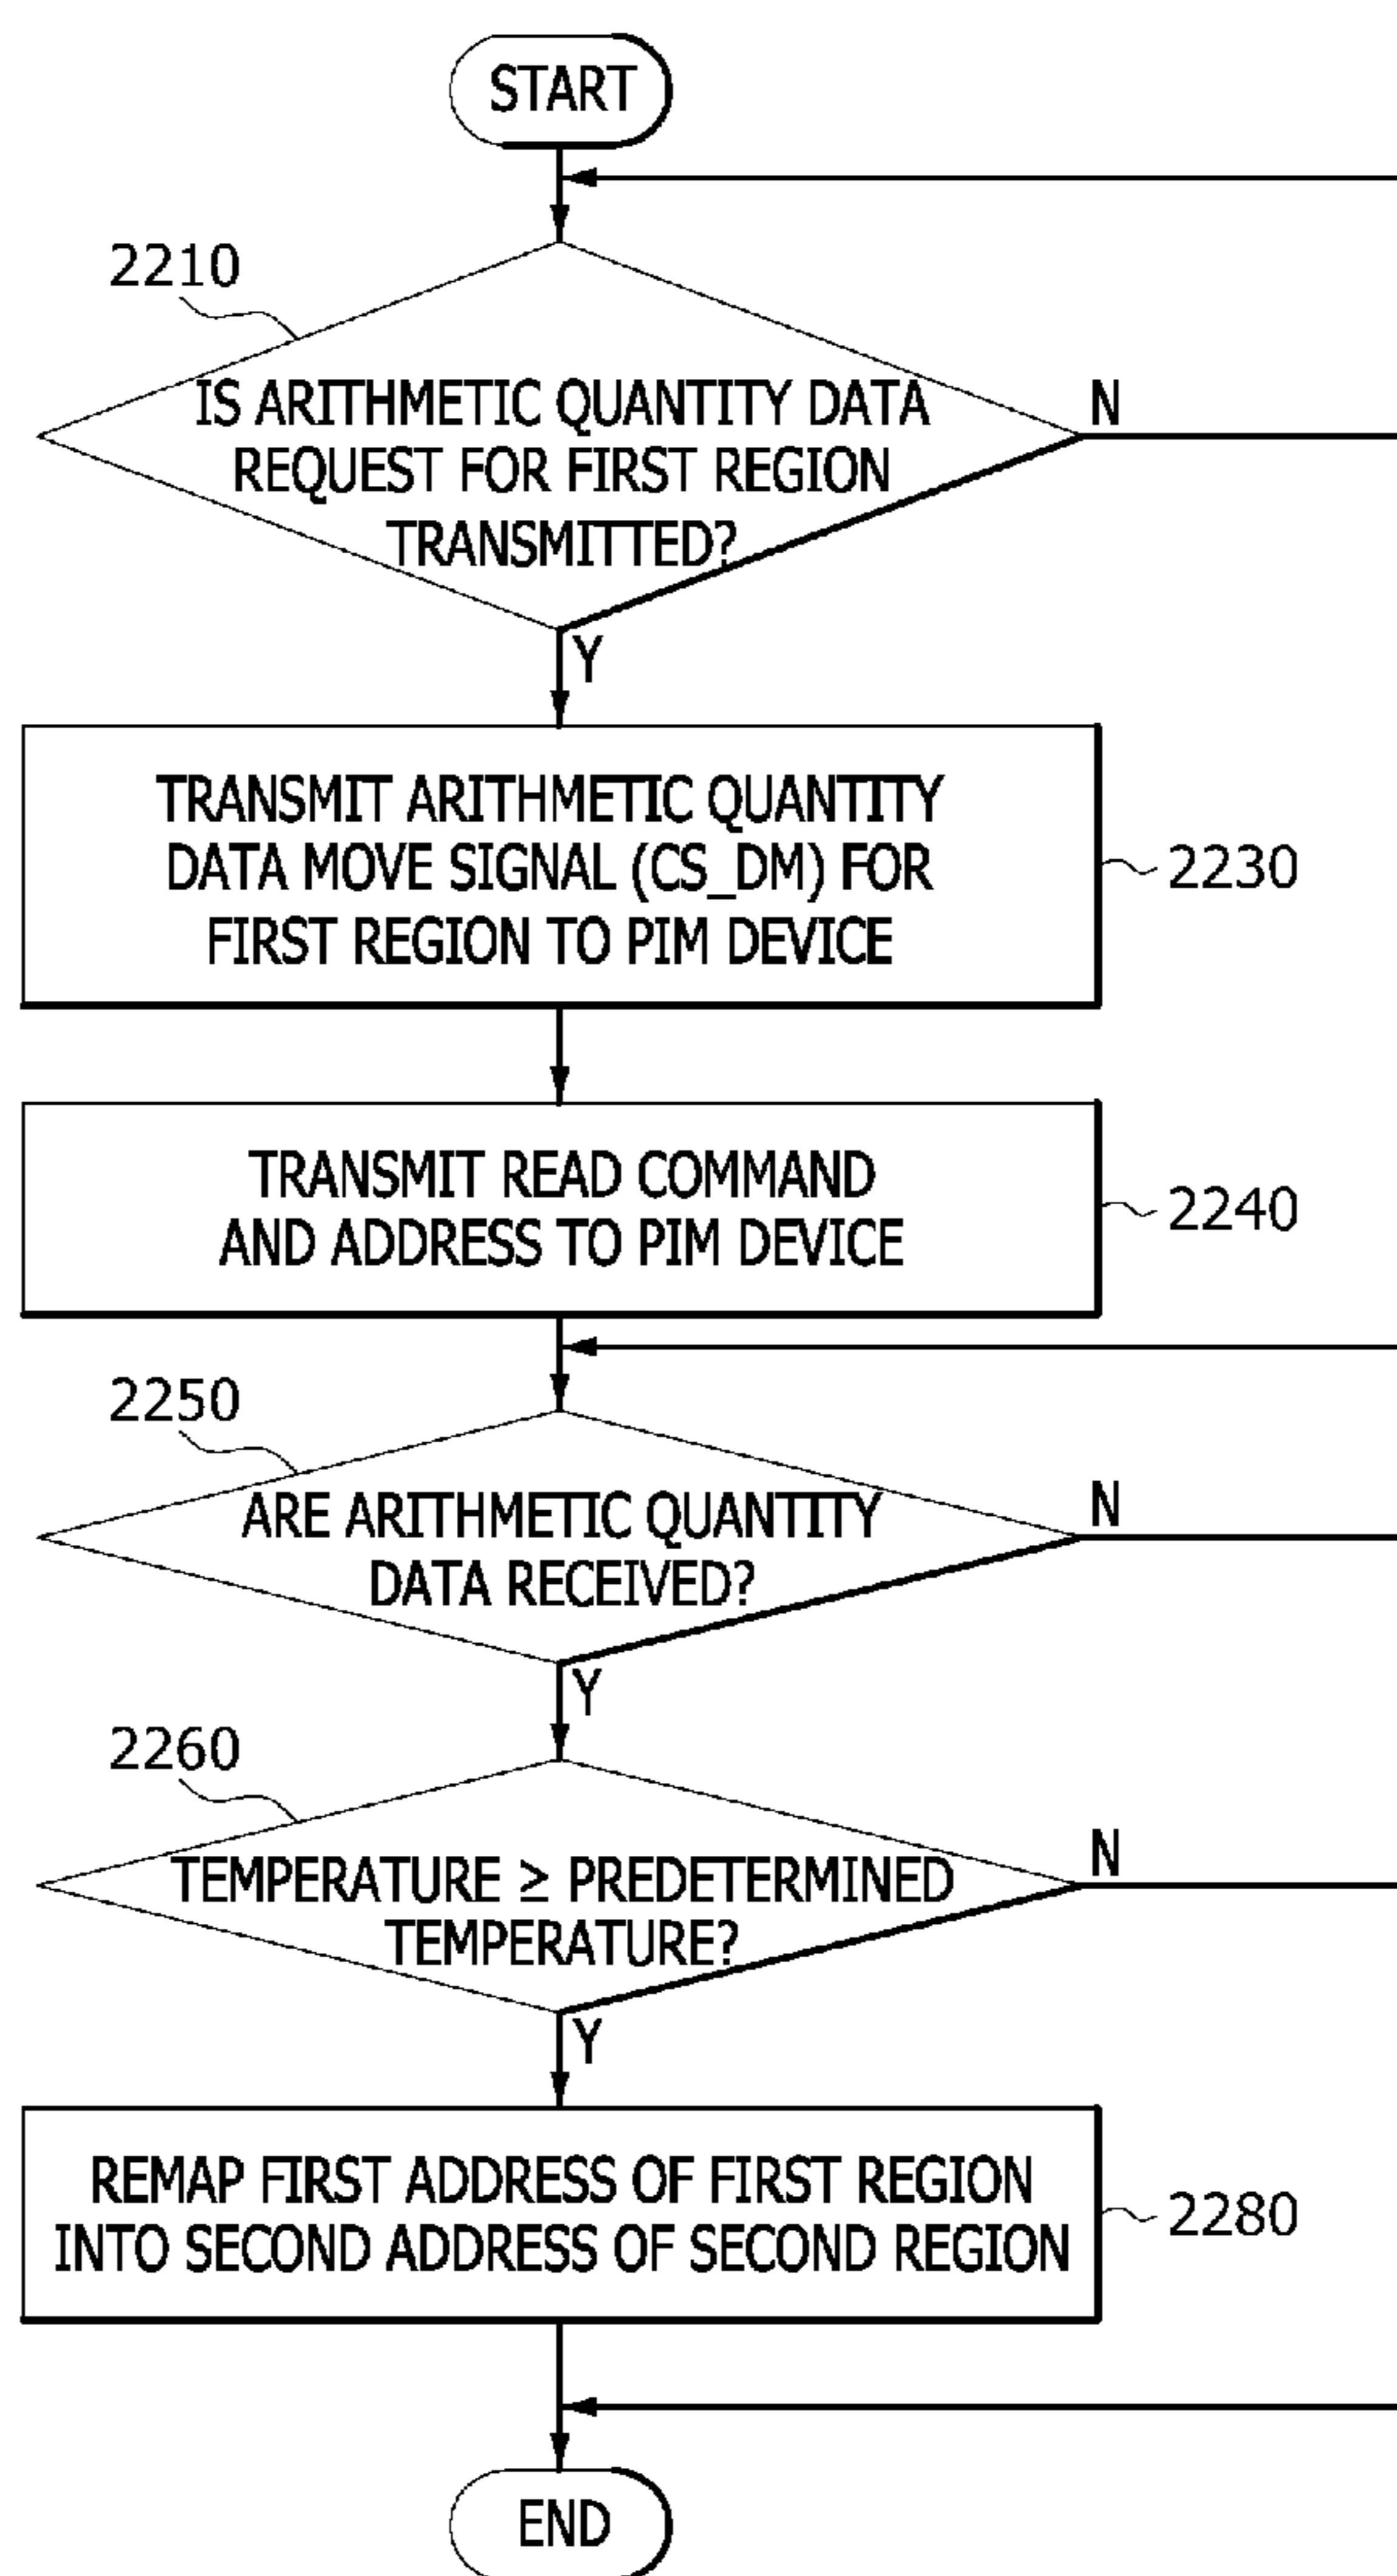 START
2210
IS ARITHMETIC QUANTITY DATA
REQUEST FOR FIRST REGION
TRANSMITTED?
N
Y
TRANSMIT ARITHMETIC QUANTITY
DATA MOVE SIGNAL (CS_DM) FOR
FIRST REGION TO PIM DEVICE
2230
TRANSMIT READ COMMAND
AND ADDRESS TO PIM DEVICE
2240
2250
ARE ARITHMETIC QUANTITY
DATA RECEIVED?
N
Y
2260
TEMPERATURE ≥ PREDETERMINED
TEMPERATURE?
N
Y
REMAP FIRST ADDRESS OF FIRST REGION
INTO SECOND ADDRESS OF SECOND REGION
2280
END